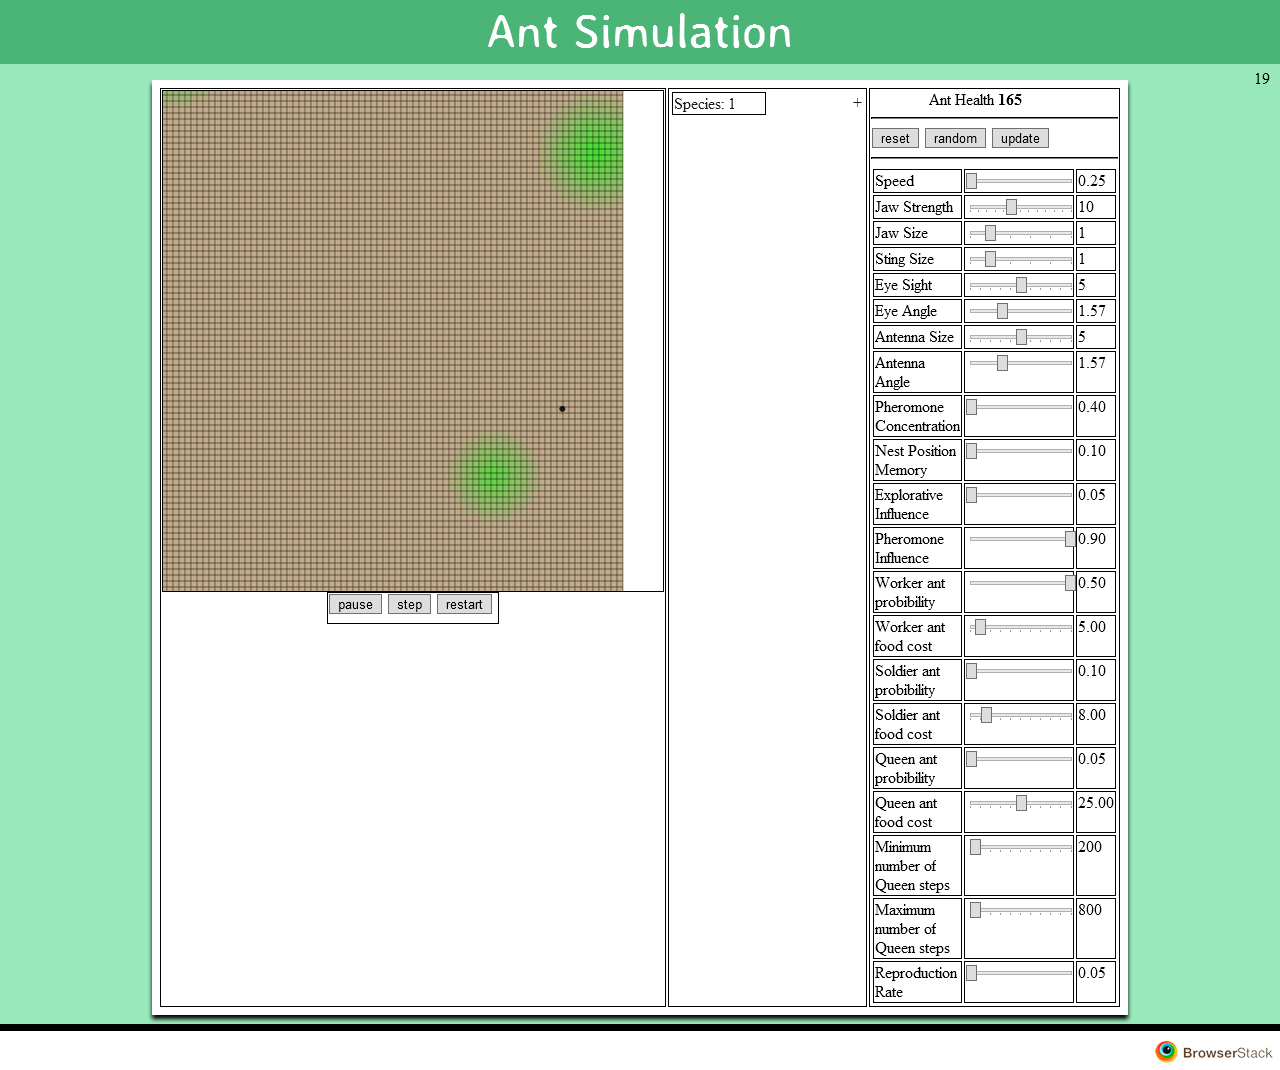 Ant Simulation
19
Species: 1
+
Ant Health 165
reset random update
Speed 0.25
Jaw Strength 10
Jaw Size 1
Sting Size 1
Eye Sight 5
Eye Angle 1.57
Antenna Size 5
Antenna 1.57
Angle
Pheromone 0.40
Concentration
Nest Position 0.10
Memory
Explorative 0.05
Influence
Pheromone 0.90
Influence
Worker ant 0.50
probibility
Worker ant 5.00
food cost
Soldier ant 0.10
probibility
Soldier ant 8.00
food cost
Queen ant 0.05
probibility
Queen ant 25.00
food cost
Minimum 200
number of
Queen steps
Maximum 800
number of
Queen steps
Reproduction 0.05
Rate
pause step restart
BrowserStack